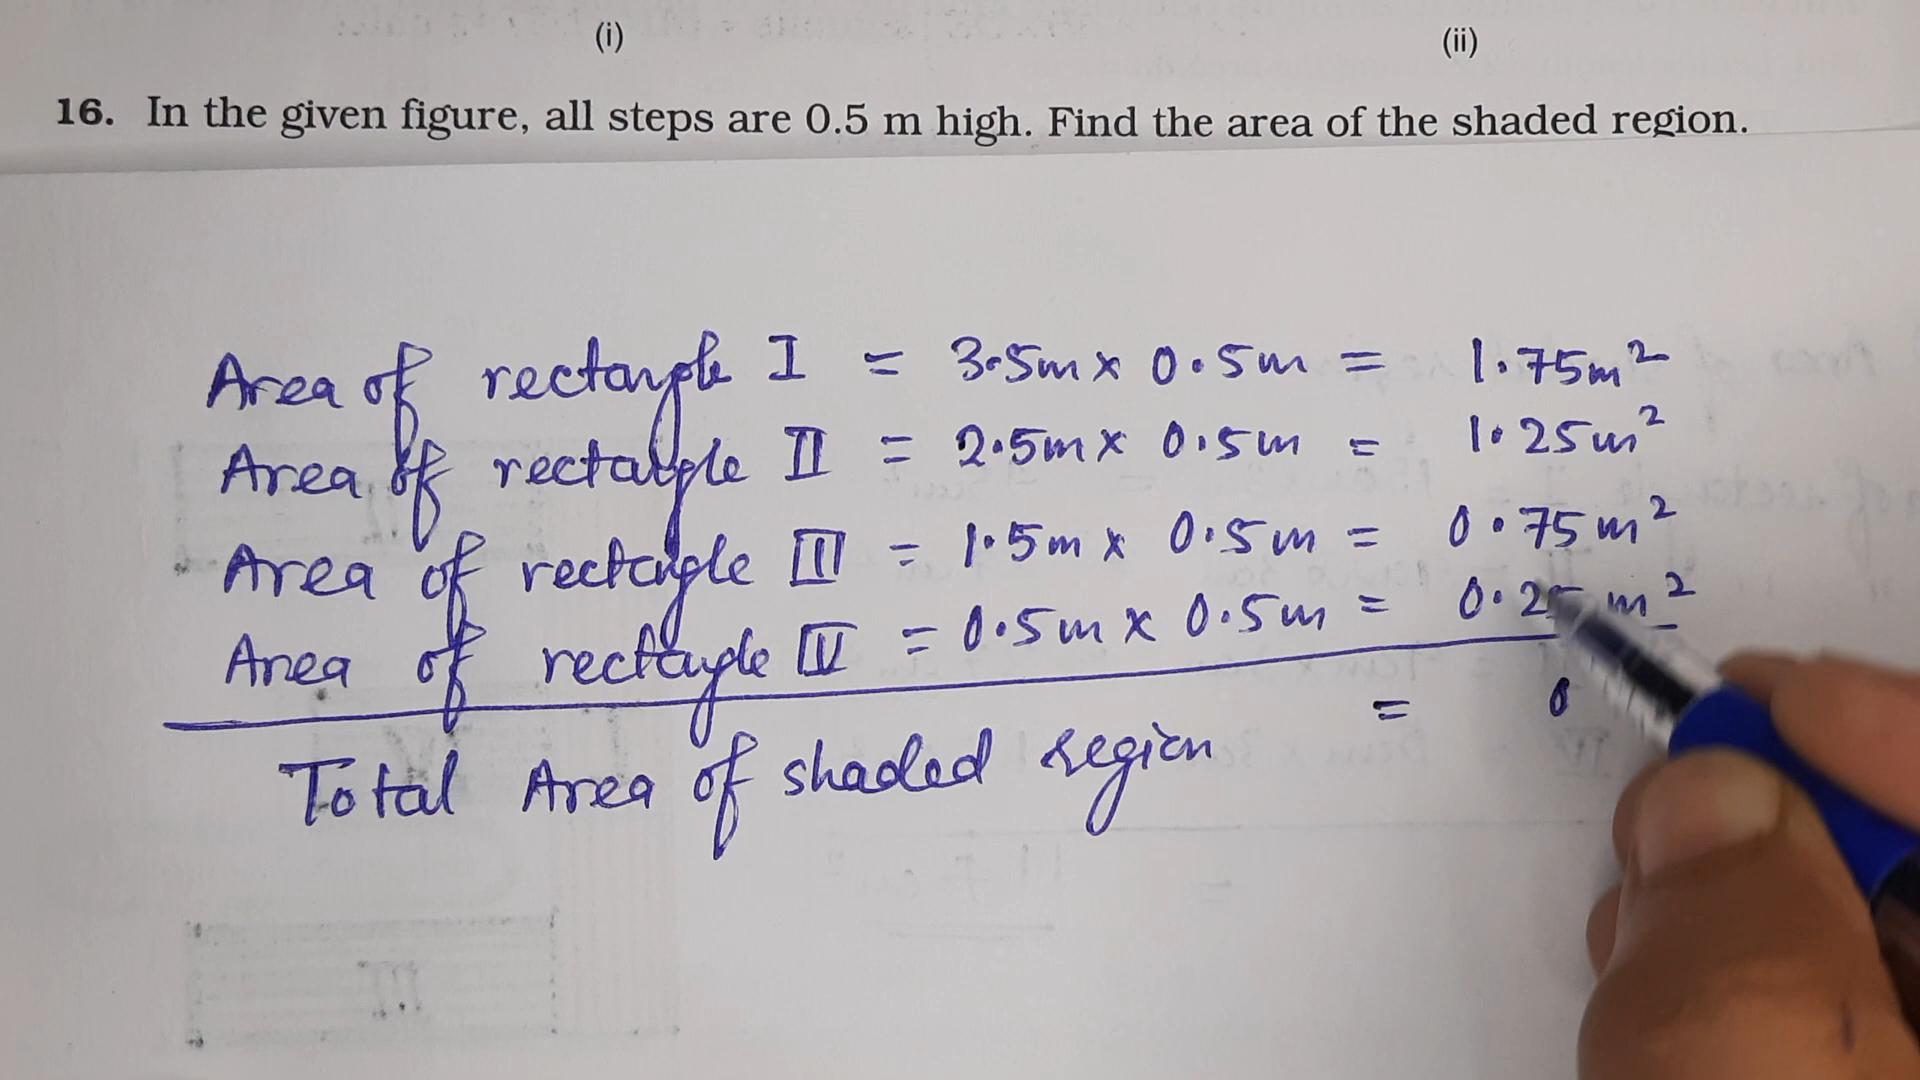 (i) (ii)
16. In the given figure, all steps are 0.5 m high. Find the area of the shaded region.
Area of rectangle I = 3.5m x 0.5m = 1.75m²
Area of rectangle II = 2.5m x 0.5m = 1.25m²
Area of rectangle III = 1.5m x 0.5m = 0.75m²
Area of rectangle IV = 0.5m x 0.5m = 0.25m²
Total Area of shaded region = 0